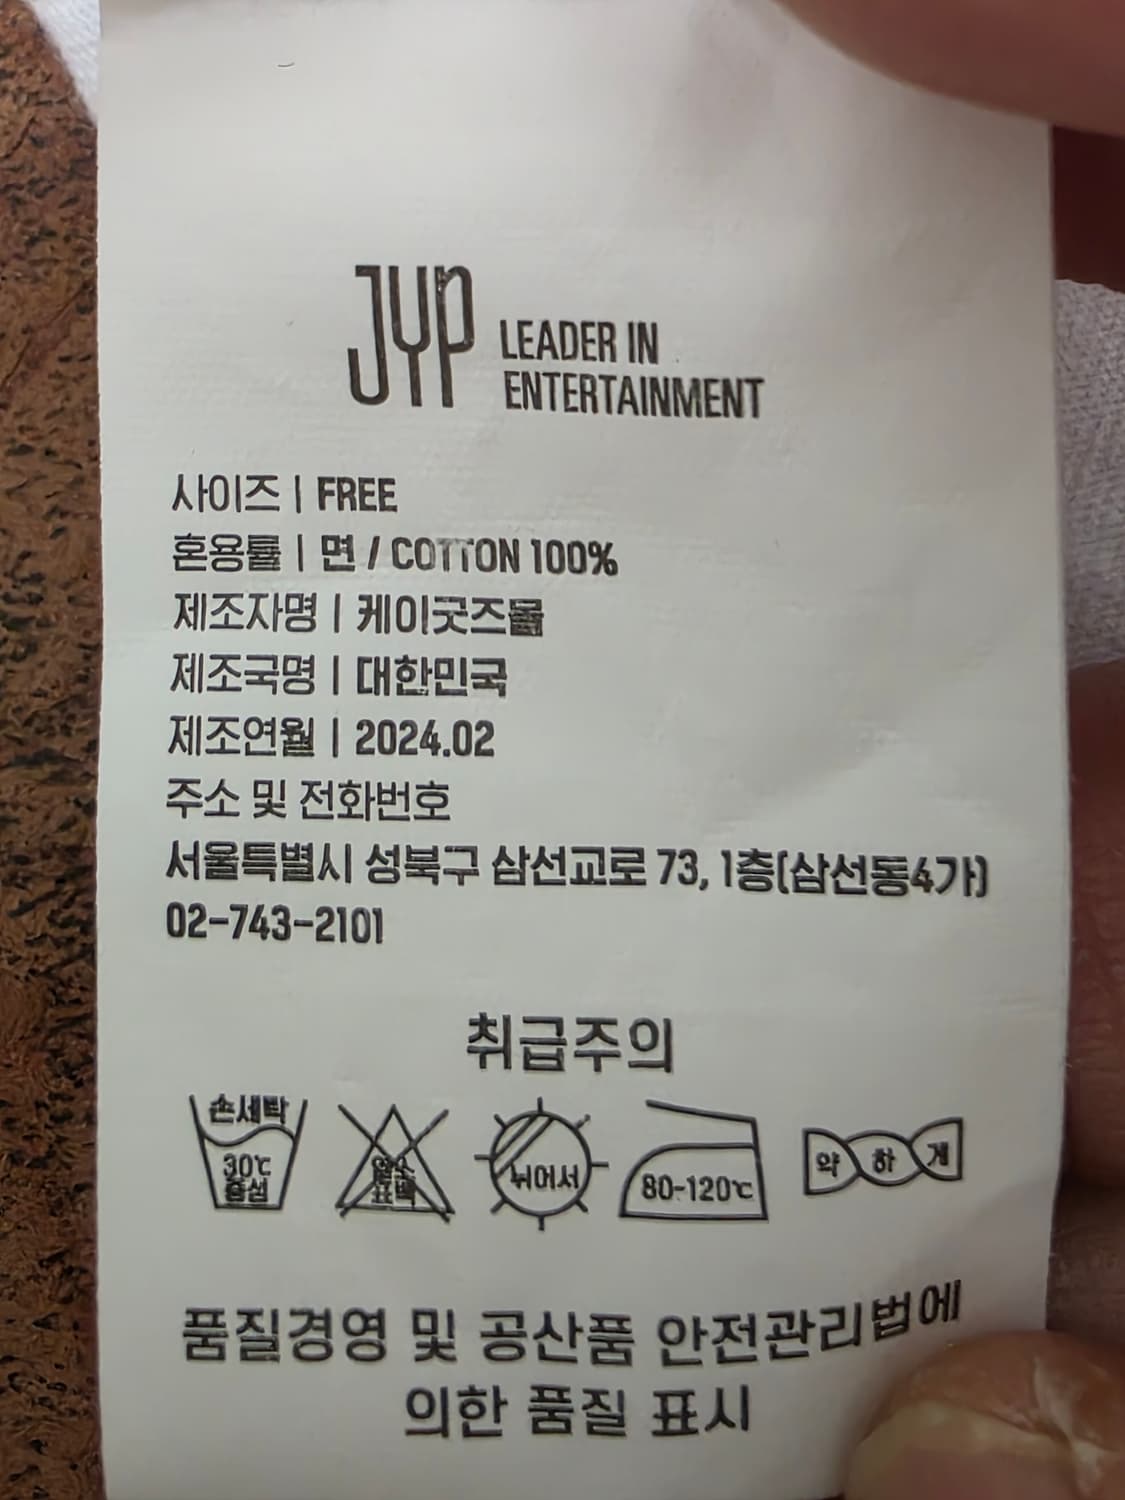 JYP LEADER IN
ENTERTAINMENT
사이즈 | FREE
혼용률 | 면 / COTTON 100%
제조자명 | 케이굿즈몰
제조국명 | 대한민국
제조연월 | 2024.02
주소 및 전화번호
서울특별시 성북구 삼선교로 73, 1층(삼선동4가)
02-743-2101
취급주의
손세탁
30℃
중성
염소
표백
뉘어서
80-120℃
약하게
품질경영 및 공산품 안전관리법에
의한 품질 표시